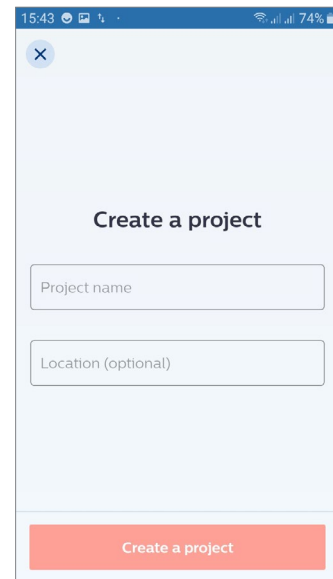 15:43 74%
Create a project
Project name
Location (optional)
Create a project